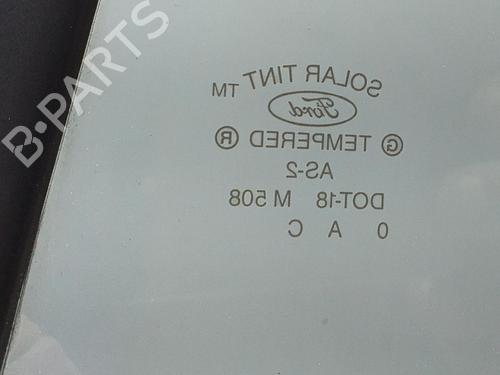 SOLAR TINT TM
Ford
G TEMPERED R
AS-2
DOT-18 M 508
0 A C
B-PARTS